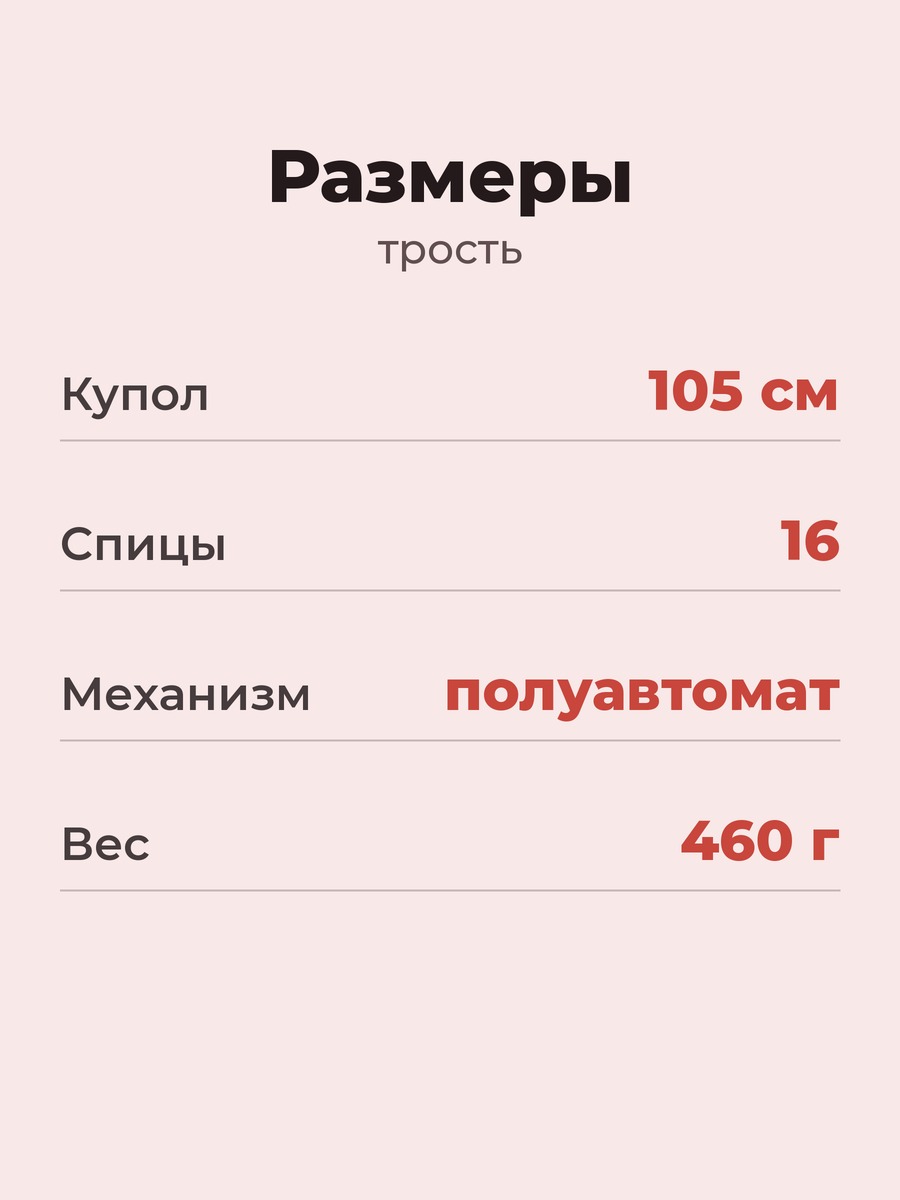 Размеры
трость
Купол 105 см
Спицы 16
Механизм полуавтомат
Вес 460 г